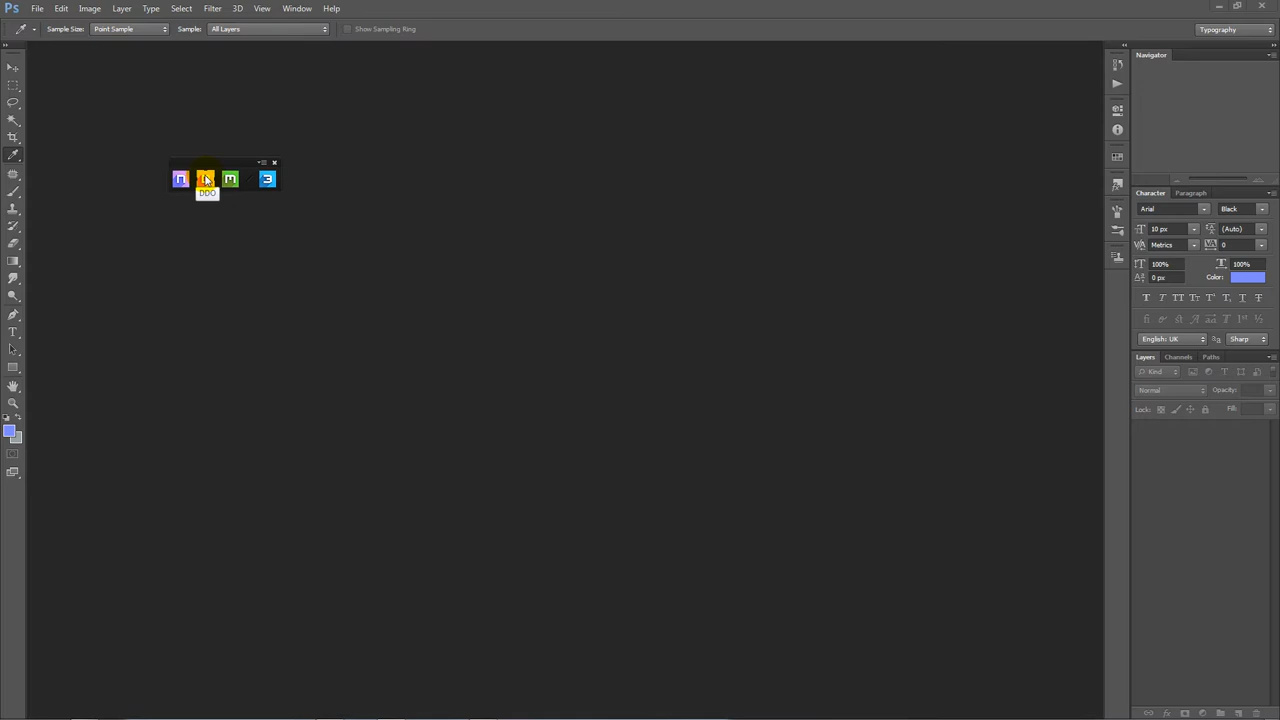 Ps File Edit Image Layer Type Select Filter 3D View Window Help
Sample Size: Point Sample Sample: All Layers Show Sampling Ring Typography
Navigator
n m 3
DDO
Character Paragraph
Arial Black
10 px (Auto)
Metrics 0
100% 100%
0 px Color:
English: UK Sharp
Layers Channels Paths
Kind
Normal Opacity:
Lock: Fill: